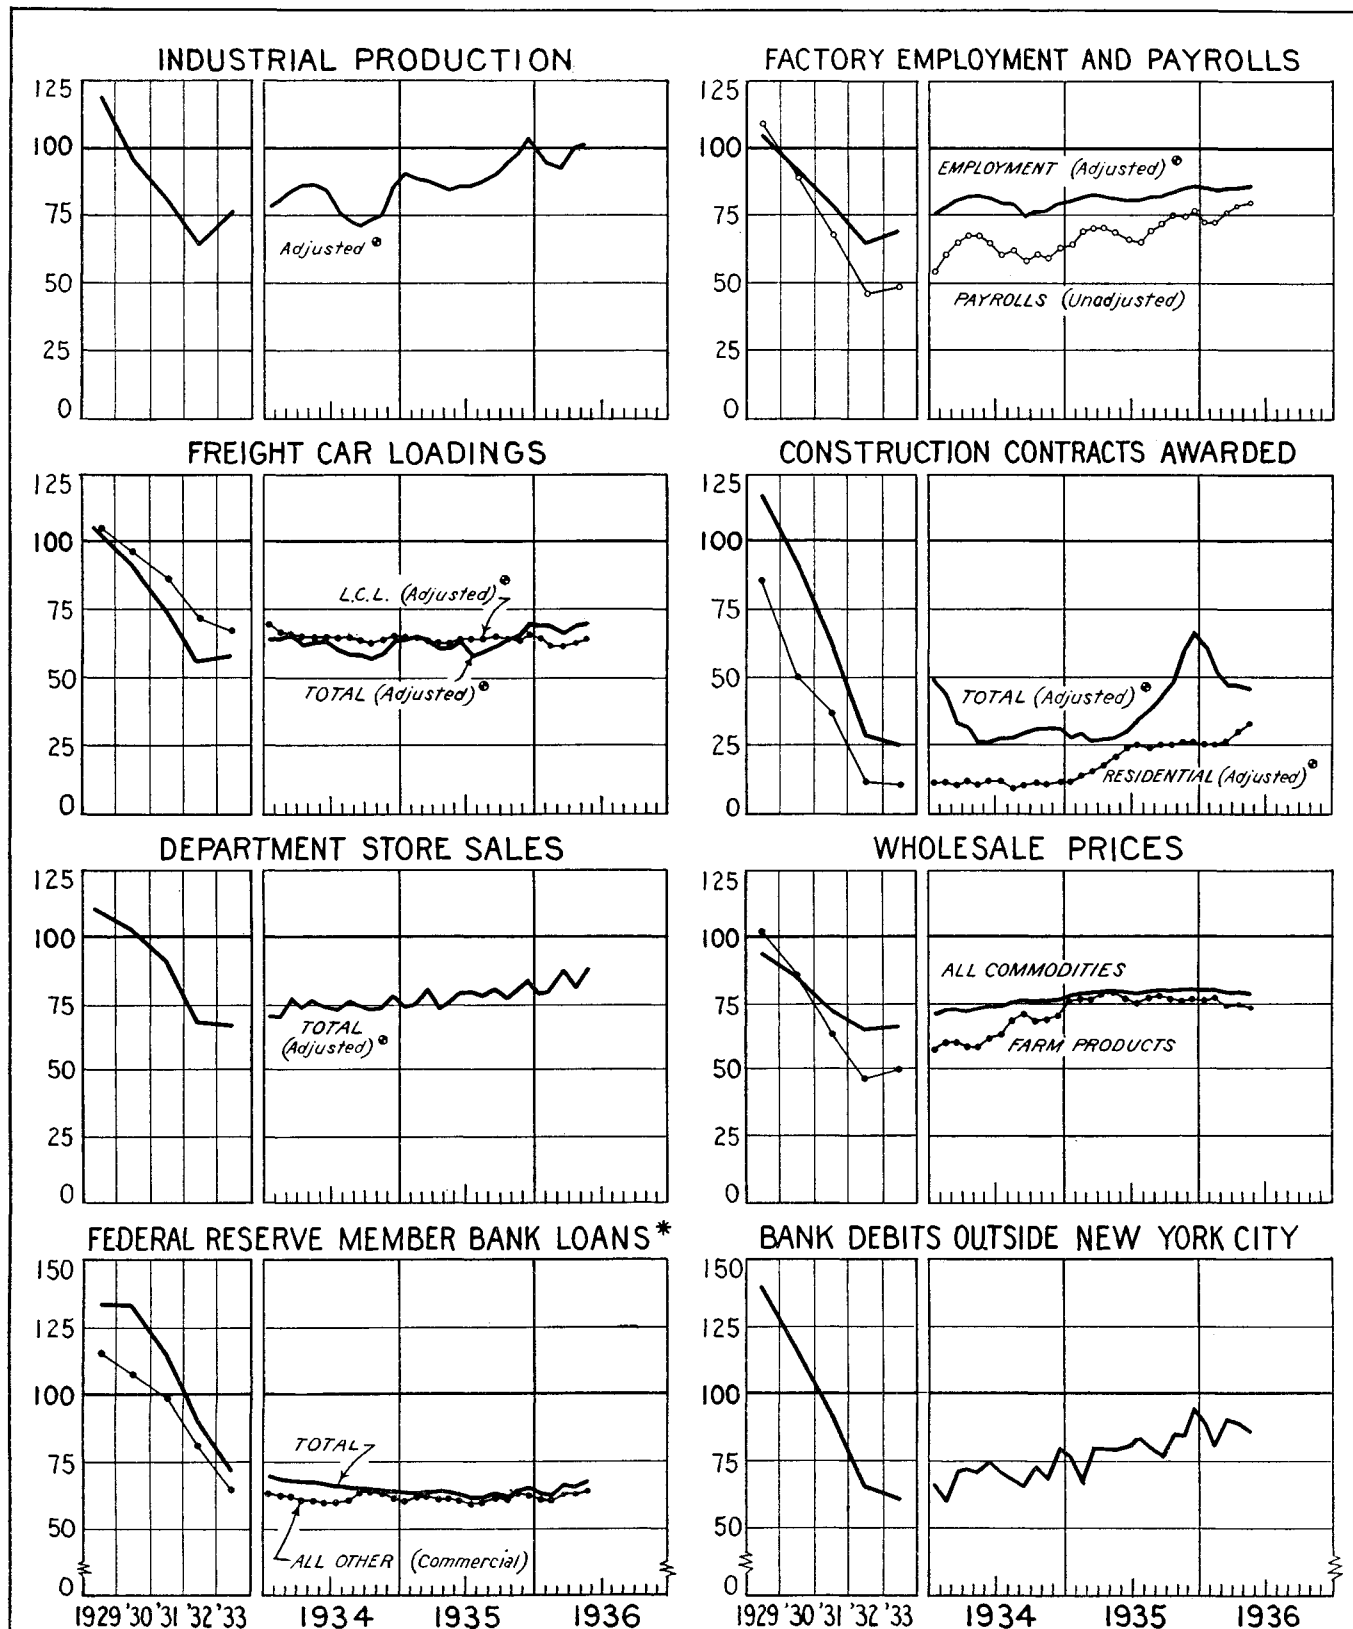 INDUSTRIAL PRODUCTION
125
100
75
50
25
0
Adjusted ⊗
FACTORY EMPLOYMENT AND PAYROLLS
125
100
75
50
25
0
EMPLOYMENT (Adjusted) ⊗
PAYROLLS (Unadjusted)
FREIGHT CAR LOADINGS
125
100
75
50
25
0
L.C.L. (Adjusted) ⊗
TOTAL (Adjusted) ⊗
CONSTRUCTION CONTRACTS AWARDED
125
100
75
50
25
0
TOTAL (Adjusted) ⊗
RESIDENTIAL (Adjusted) ⊗
DEPARTMENT STORE SALES
125
100
75
50
25
0
TOTAL
(Adjusted) ⊗
WHOLESALE PRICES
125
100
75
50
25
0
ALL COMMODITIES
FARM PRODUCTS
FEDERAL RESERVE MEMBER BANK LOANS *
150
125
100
75
50
0
TOTAL
ALL OTHER (Commercial)
1929 '30 '31 '32 '33 1934 1935 1936
BANK DEBITS OUTSIDE NEW YORK CITY
150
125
100
75
50
0
1929 '30 '31 '32 '33 1934 1935 1936